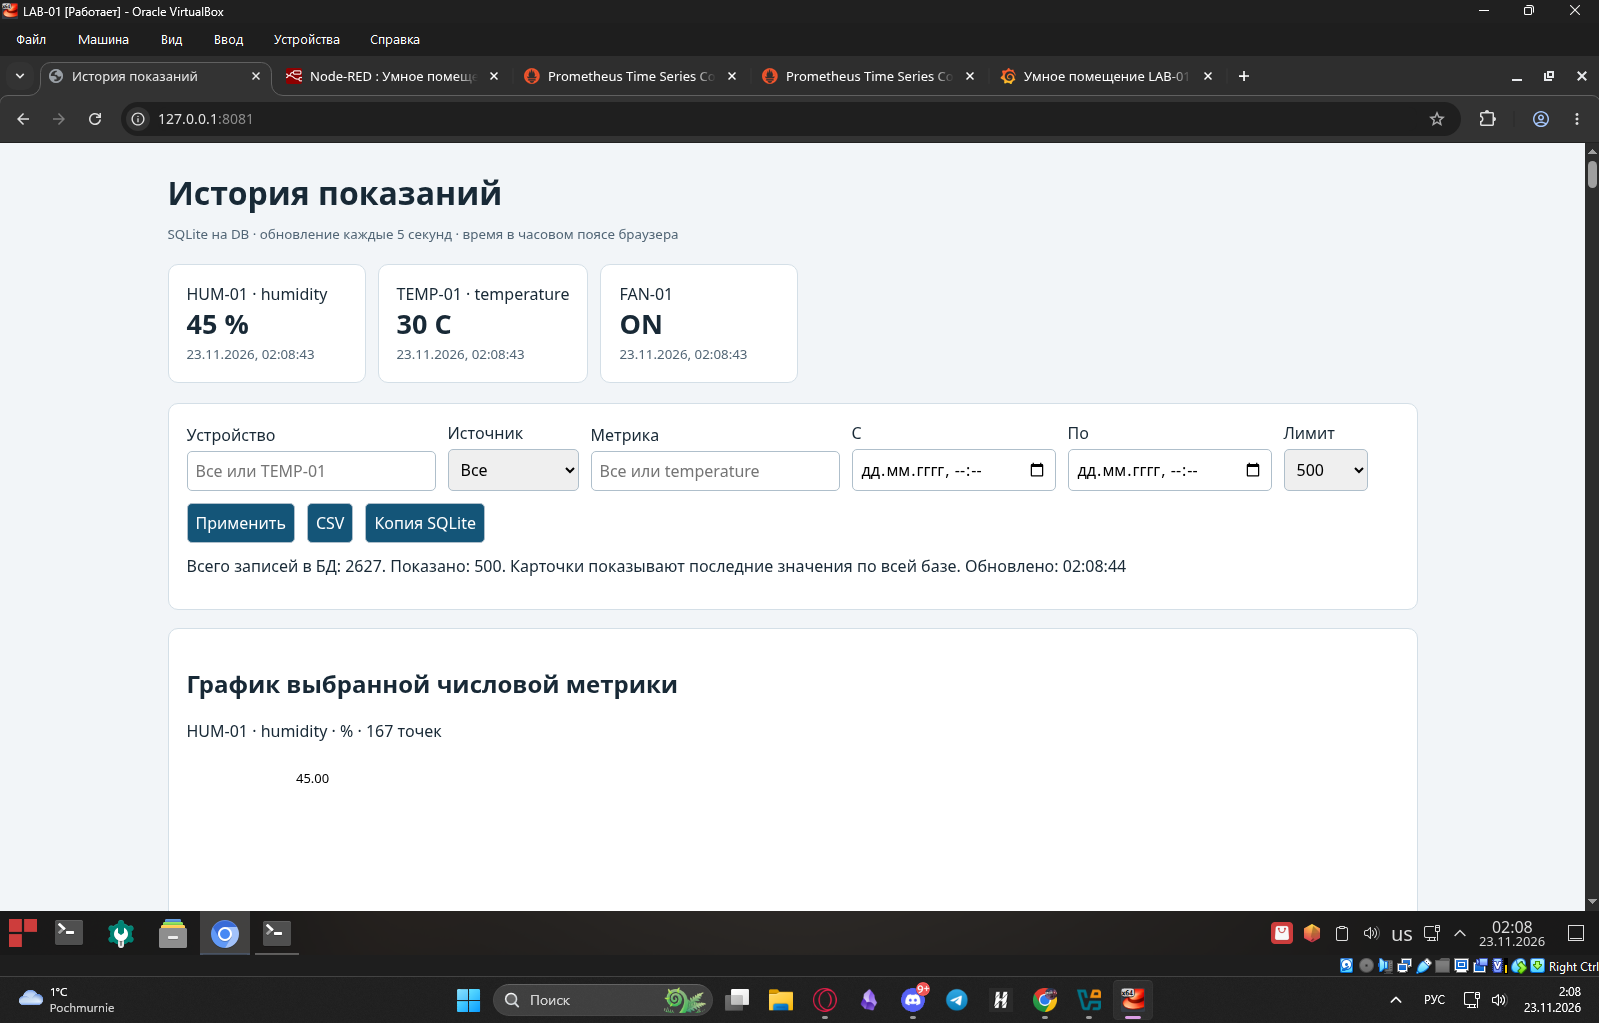 LAB-01 [Работает] - Oracle VirtualBox
Файл Машина Вид Ввод Устройства Справка
История показаний
Node-RED : Умное помеще
Prometheus Time Series Co
Prometheus Time Series Co
Умное помещение LAB-01
127.0.0.1:8081
История показаний
SQLite на DB · обновление каждые 5 секунд · время в часовом поясе браузера
HUM-01 · humidity
45 %
23.11.2026, 02:08:43
TEMP-01 · temperature
30 C
23.11.2026, 02:08:43
FAN-01
ON
23.11.2026, 02:08:43
Устройство Источник Метрика С По Лимит
Все или TEMP-01 Все Все или temperature дд.мм.гггг, --:-- дд.мм.гггг, --:-- 500
Применить CSV Копия SQLite
Всего записей в БД: 2627. Показано: 500. Карточки показывают последние значения по всей базе. Обновлено: 02:08:44
График выбранной числовой метрики
HUM-01 · humidity · % · 167 точек
45.00
us
02:08
23.11.2026
Right Ctrl
1°C
Pochmurnie
Поиск
9+
РУС
2:08
23.11.2026